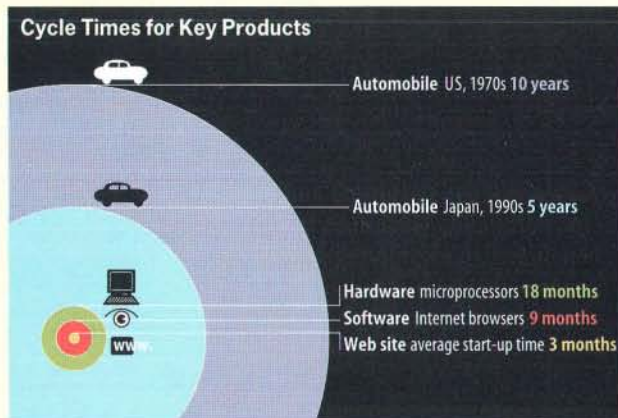 Cycle Times for Key Products
Automobile US, 1970s 10 years
Automobile Japan, 1990s 5 years
Hardware microprocessors 18 months
Software Internet browsers 9 months
Web site average start-up time 3 months
www.